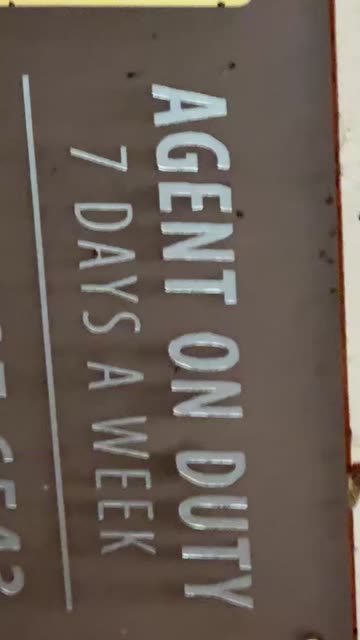 AGENT ON DUTY
7 DAYS A WEEK